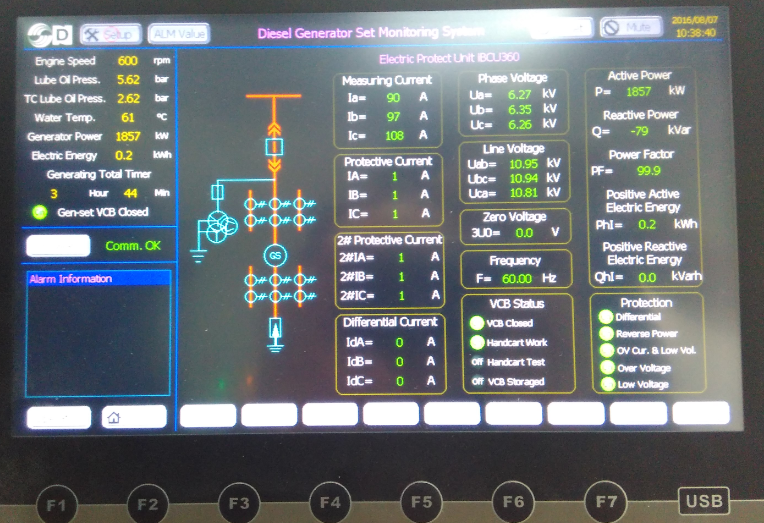 D
Setup
ALM Value
Diesel Generator Set Monitoring System
Mute
2016/08/07
10:38:40
Engine Speed 600 rpm
Lube Oil Press. 5.62 bar
TC Lube Oil Press. 2.62 bar
Water Temp. 61 ℃
Generator Power 1857 kW
Electric Energy 0.2 kWh
Generating Total Timer
3 Hour 44 Min
Gen-set VCB Closed
Comm. OK
Alarm Information
Electric Protect Unit IBCU360
GS
Measuring Current
Ia= 90 A
Ib= 97 A
Ic= 108 A
Protective Current
IA= 1 A
IB= 1 A
IC= 1 A
2# Protective Current
2#IA= 1 A
2#IB= 1 A
2#IC= 1 A
Differential Current
IdA= 0 A
IdB= 0 A
IdC= 0 A
Phase Voltage
Ua= 6.27 kV
Ub= 6.35 kV
Uc= 6.26 kV
Line Voltage
Uab= 10.95 kV
Ubc= 10.94 kV
Uca= 10.81 kV
Zero Voltage
3U0= 0.0 V
Frequency
F= 60.00 Hz
VCB Status
VCB Closed
Handcart Work
Off Handcart Test
Off VCB Storaged
Active Power
P= 1857 kW
Reactive Power
Q= -79 kVar
Power Factor
PF= 99.9
Positive Active
Electric Energy
PhI= 0.2 kWh
Positive Reactive
Electric Energy
QhI= 0.0 kVarh
Protection
Differential
Reverse Power
OV Cur. & Low Vol.
Over Voltage
Low Voltage
F1
F2
F3
F4
F5
F6
F7
USB